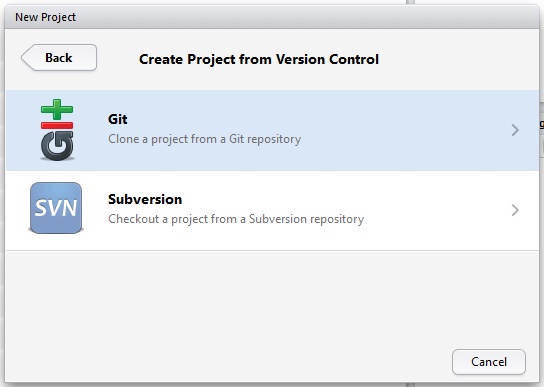 New Project
Back
Create Project from Version Control
Git
Clone a project from a Git repository
SVN
Subversion
Checkout a project from a Subversion repository
Cancel